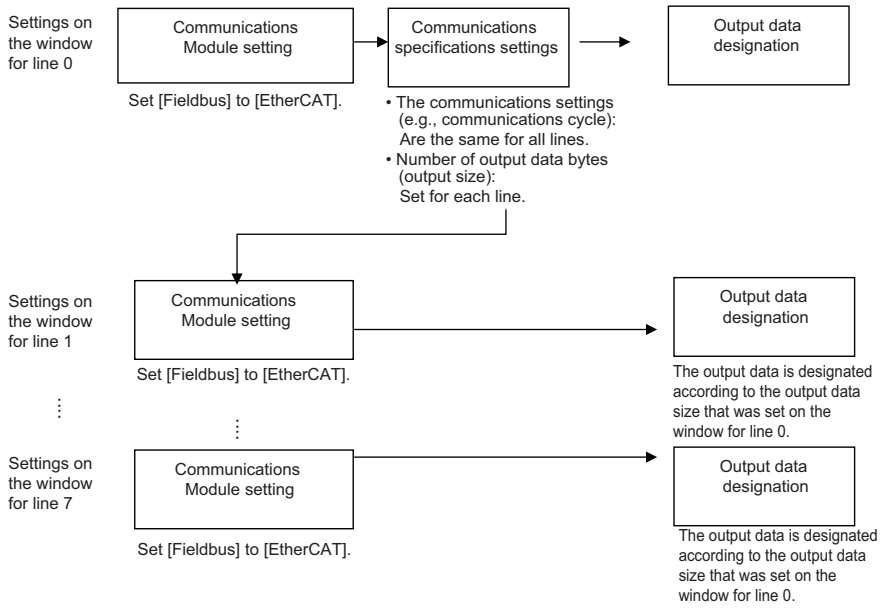 Settings on
the window
for line 0
Communications
Module setting
Set [Fieldbus] to [EtherCAT].
Communications
specifications settings
• The communications settings
(e.g., communications cycle):
Are the same for all lines.
• Number of output data bytes
(output size):
Set for each line.
Output data
designation
Settings on
the window
for line 1
Communications
Module setting
Set [Fieldbus] to [EtherCAT].
Output data
designation
The output data is designated
according to the output data
size that was set on the
window for line 0.
Settings on
the window
for line 7
Communications
Module setting
Set [Fieldbus] to [EtherCAT].
Output data
designation
The output data is designated
according to the output data
size that was set on the
window for line 0.